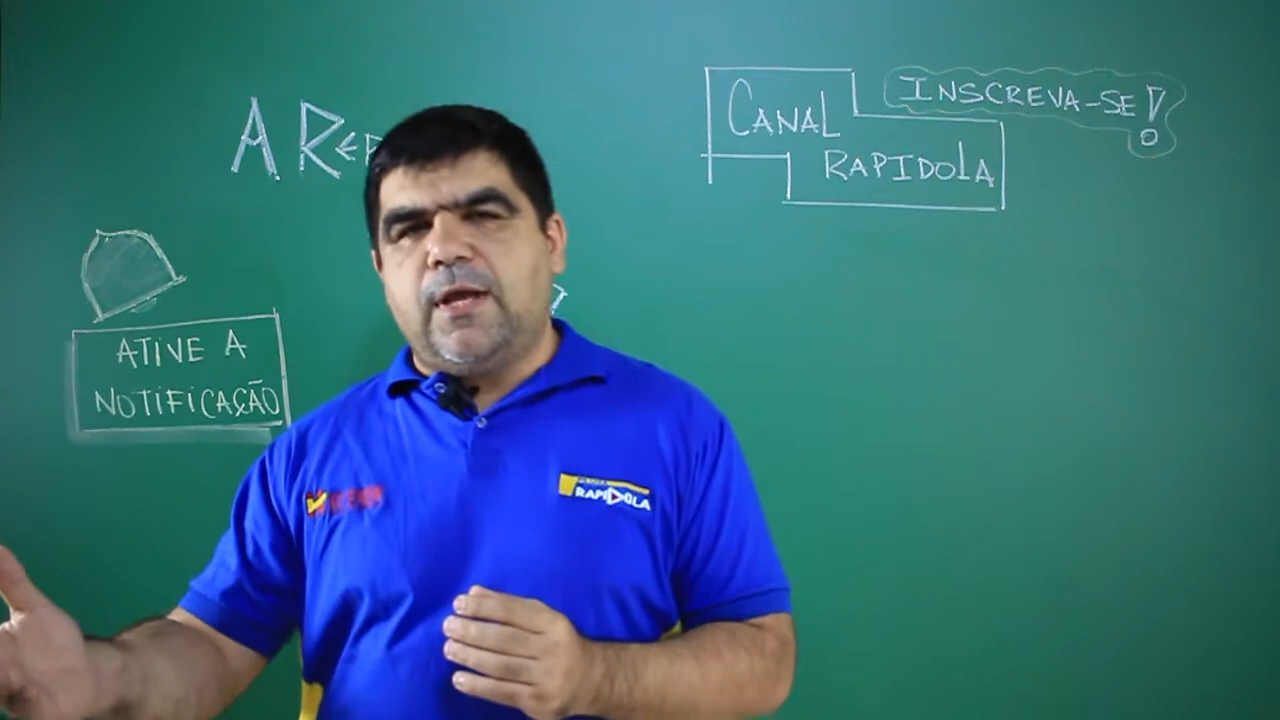 A REP
CANAL
RAPIDOLA
INSCREVA-SE!
ATIVE A
NOTIFICAÇÃO
RAPIDOLA